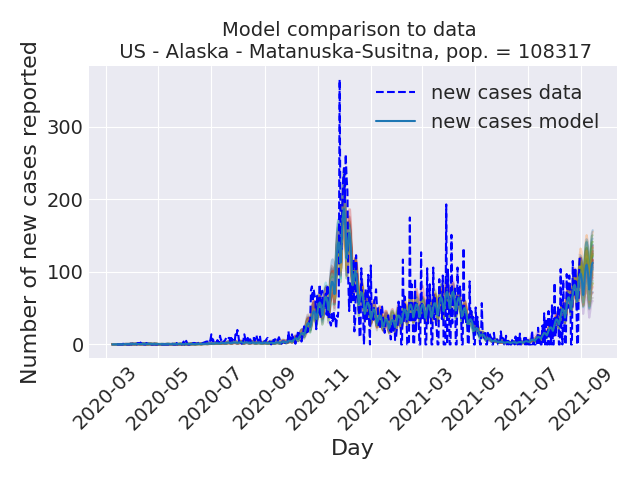 Model comparison to data
US - Alaska - Matanuska-Susitna, pop. = 108317
Number of new cases reported
300
200
100
0
new cases data
new cases model
2020-03
2020-05
2020-07
2020-09
2020-11
2021-01
2021-03
2021-05
2021-07
2021-09
Day